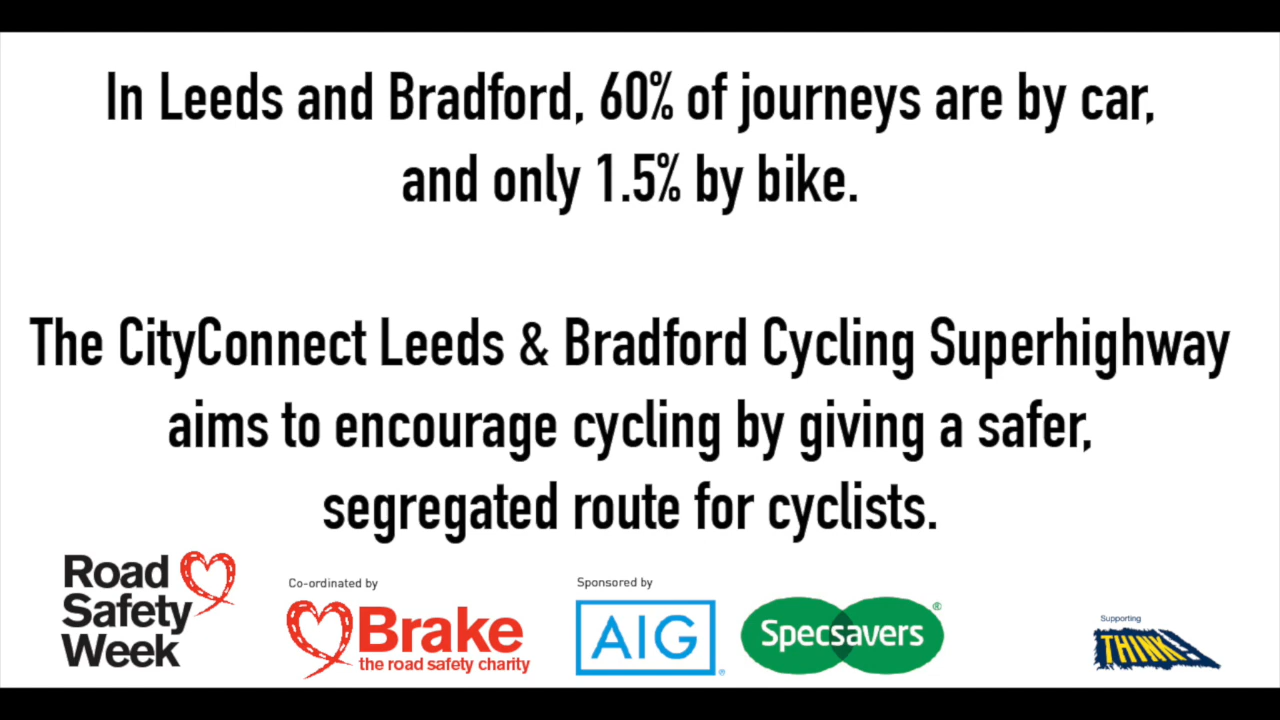 In Leeds and Bradford, 60% of journeys are by car,
and only 1.5% by bike.
The CityConnect Leeds & Bradford Cycling Superhighway
aims to encourage cycling by giving a safer,
segregated route for cyclists.
Road
Safety
Week
Co-ordinated by
Brake
the road safety charity
Sponsored by
AIG®
Specsavers®
Supporting
THINK!